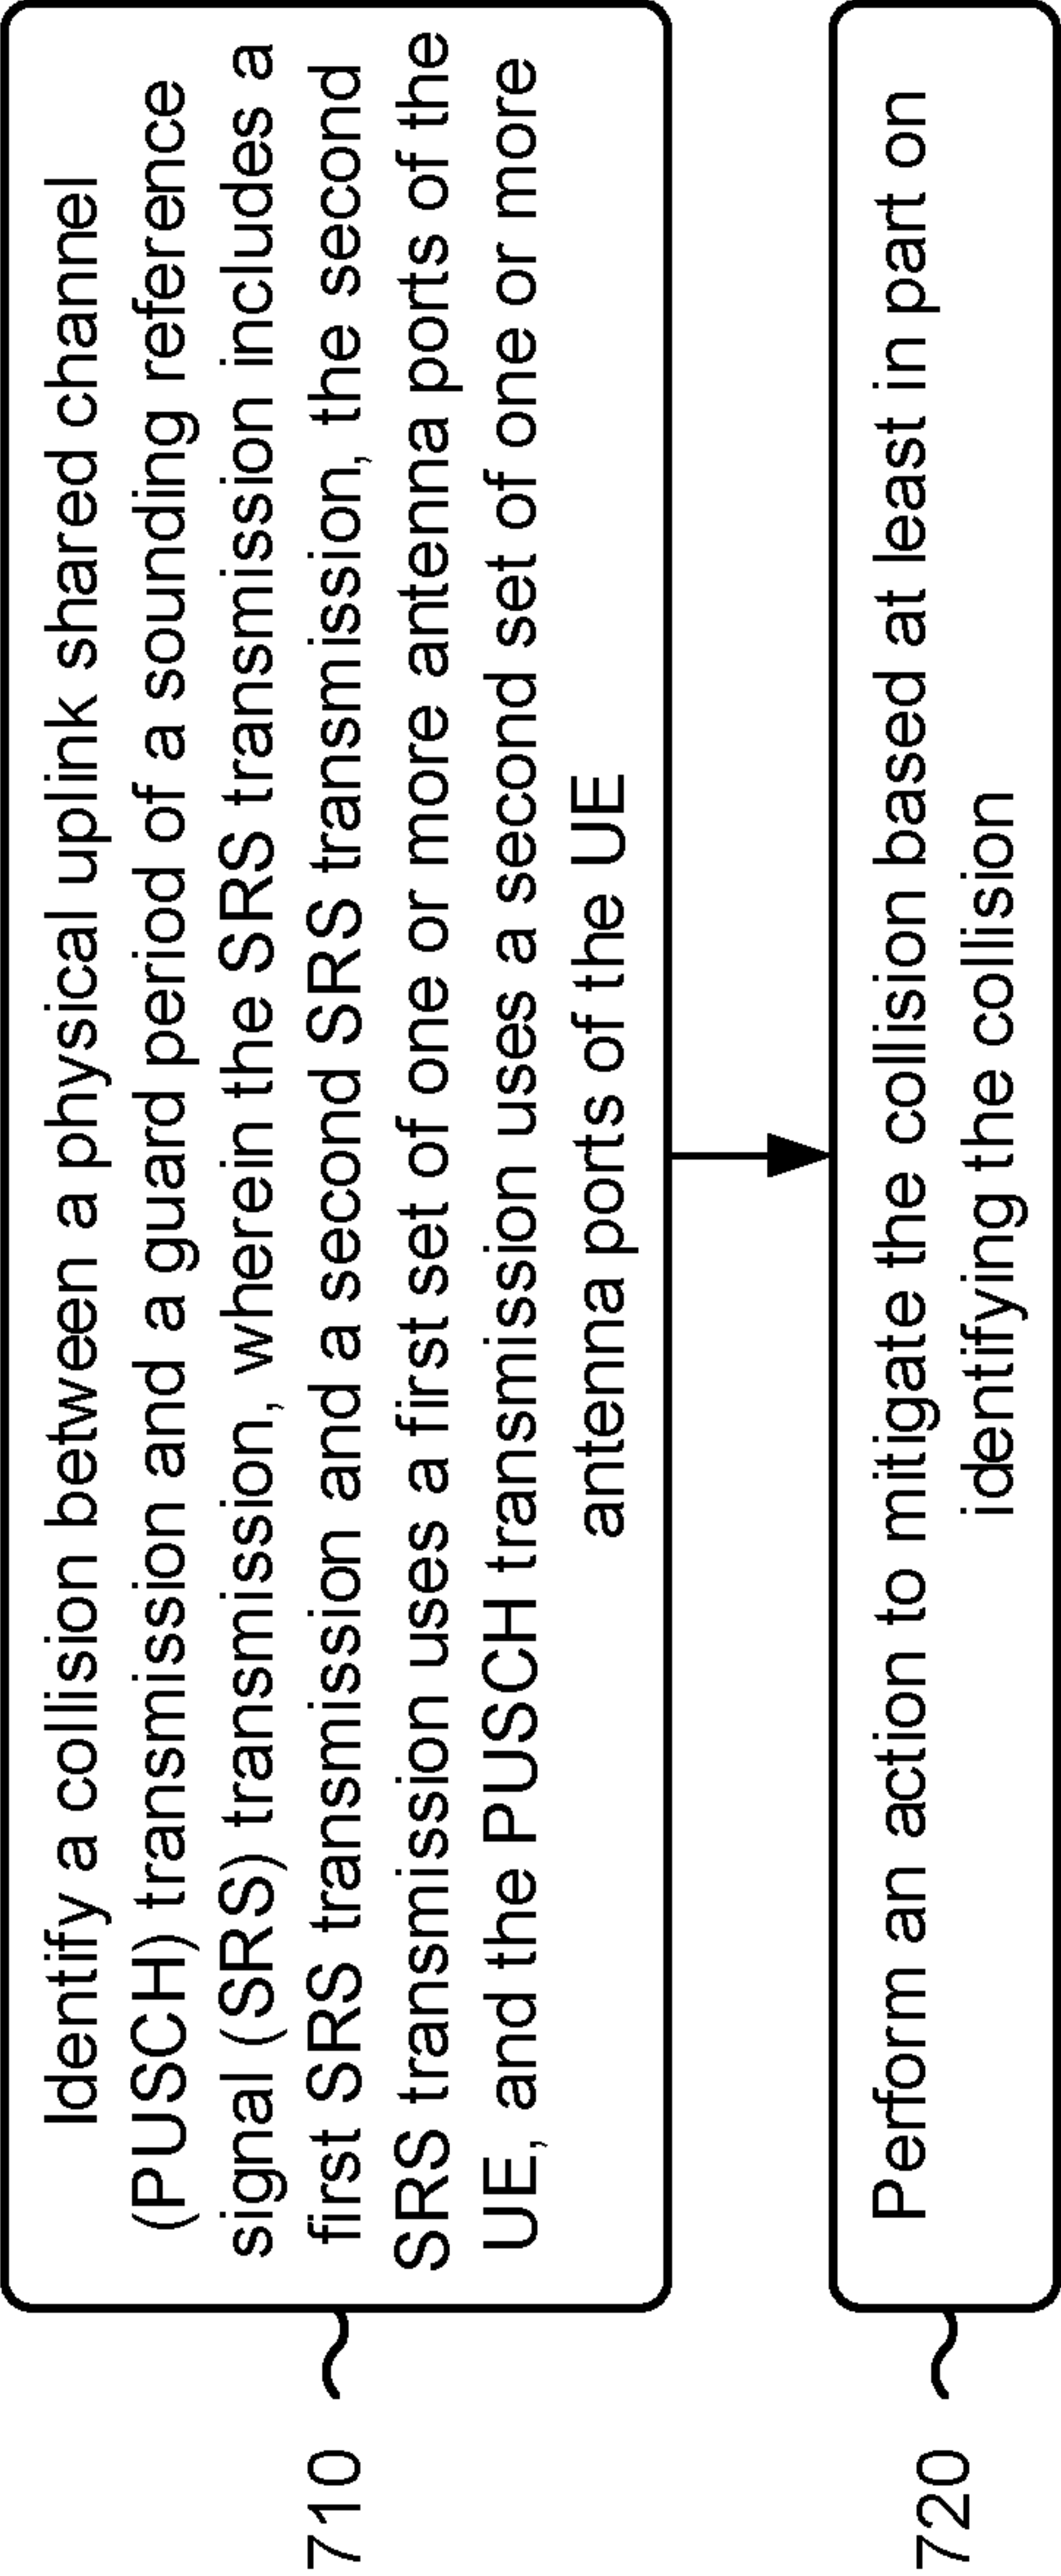 710
Identify a collision between a physical uplink shared channel
(PUSCH) transmission and a guard period of a sounding reference
signal (SRS) transmission, wherein the SRS transmission includes a
first SRS transmission and a second SRS transmission, the second
SRS transmission uses a first set of one or more antenna ports of the
UE, and the PUSCH transmission uses a second set of one or more
antenna ports of the UE
720
Perform an action to mitigate the collision based at least in part on
identifying the collision